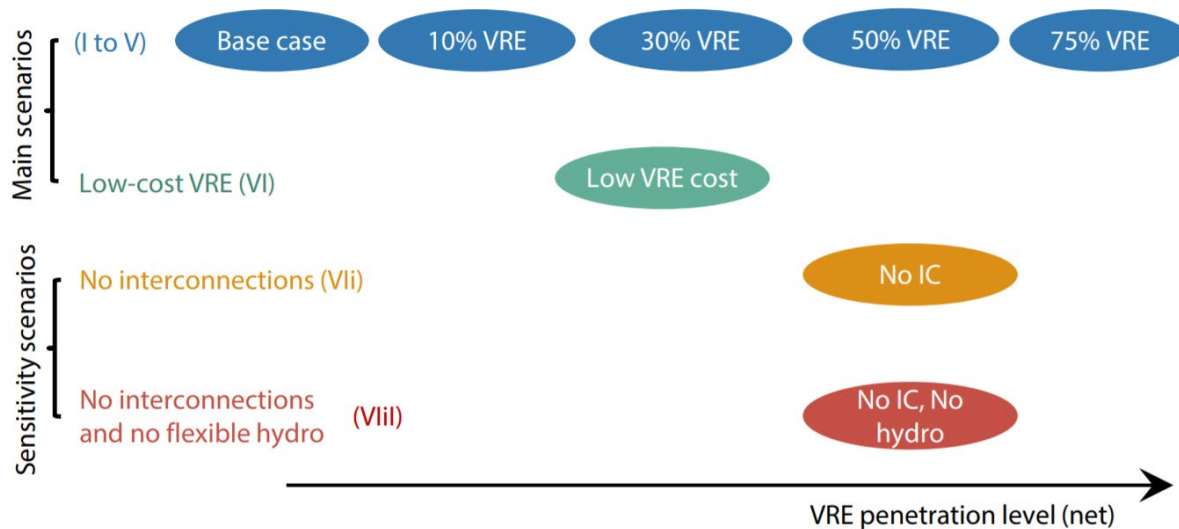 Main scenarios
(I to V)
Base case
10% VRE
30% VRE
50% VRE
75% VRE
Low-cost VRE (VI)
Low VRE cost
Sensitivity scenarios
No interconnections (VIi)
No IC
No interconnections
and no flexible hydro
(VIiI)
No IC, No
hydro
VRE penetration level (net)